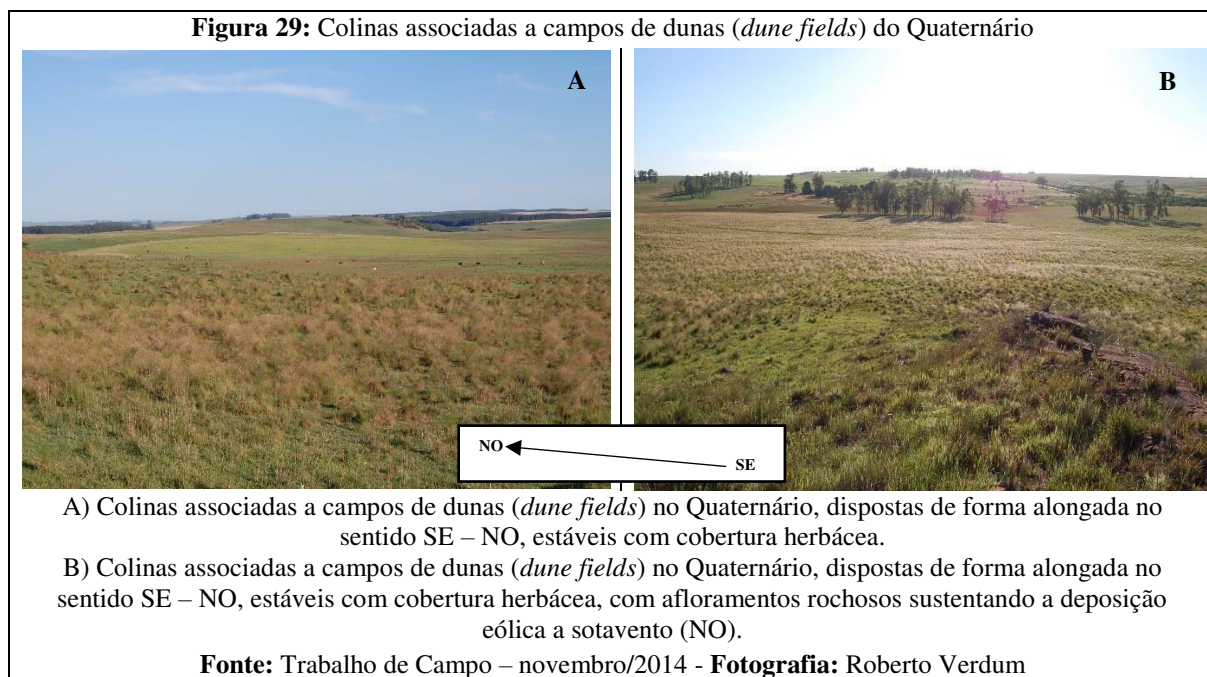 Figura 29: Colinas associadas a campos de dunas (dune fields) do Quaternário
A
B
NO
SE
A) Colinas associadas a campos de dunas (dune fields) no Quaternário, dispostas de forma alongada no
sentido SE – NO, estáveis com cobertura herbácea.
B) Colinas associadas a campos de dunas (dune fields) no Quaternário, dispostas de forma alongada no
sentido SE – NO, estáveis com cobertura herbácea, com afloramentos rochosos sustentando a deposição
eólica a sotavento (NO).
Fonte: Trabalho de Campo – novembro/2014 - Fotografia: Roberto Verdum